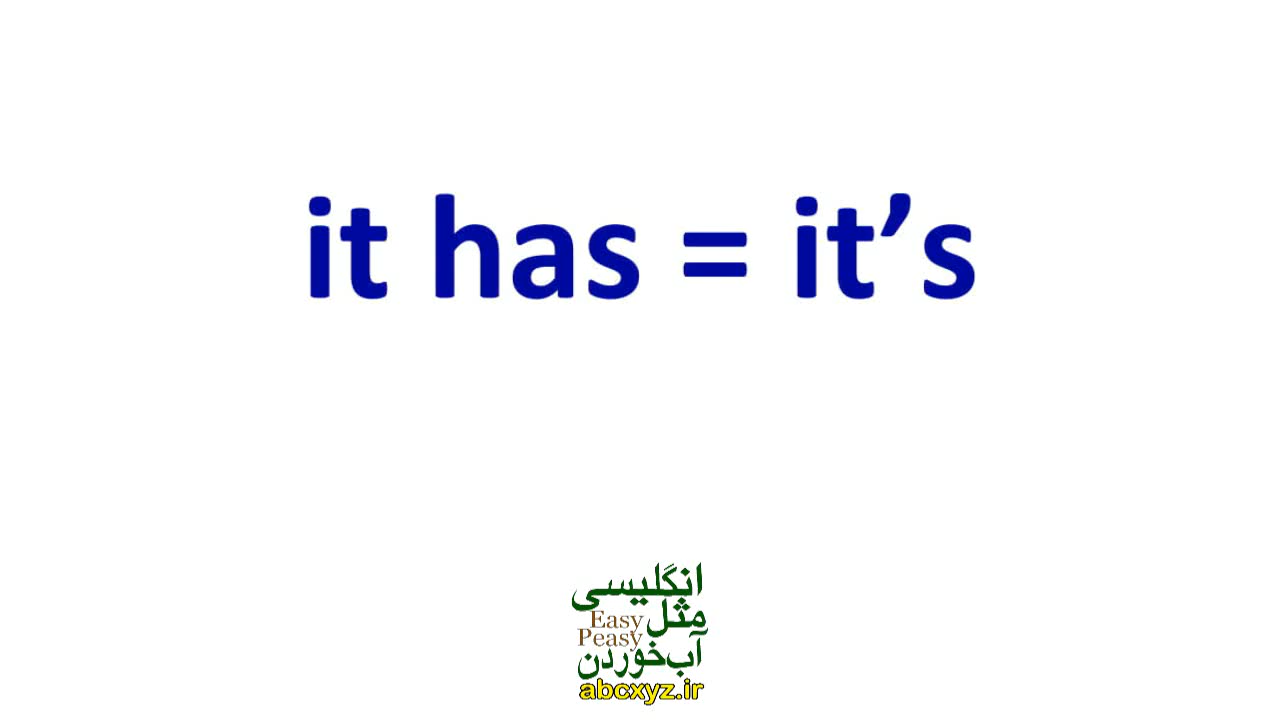 it has = it’s
انگلیسی
مثل
Easy
Peasy
آب‌خوردن
abcxyz.ir